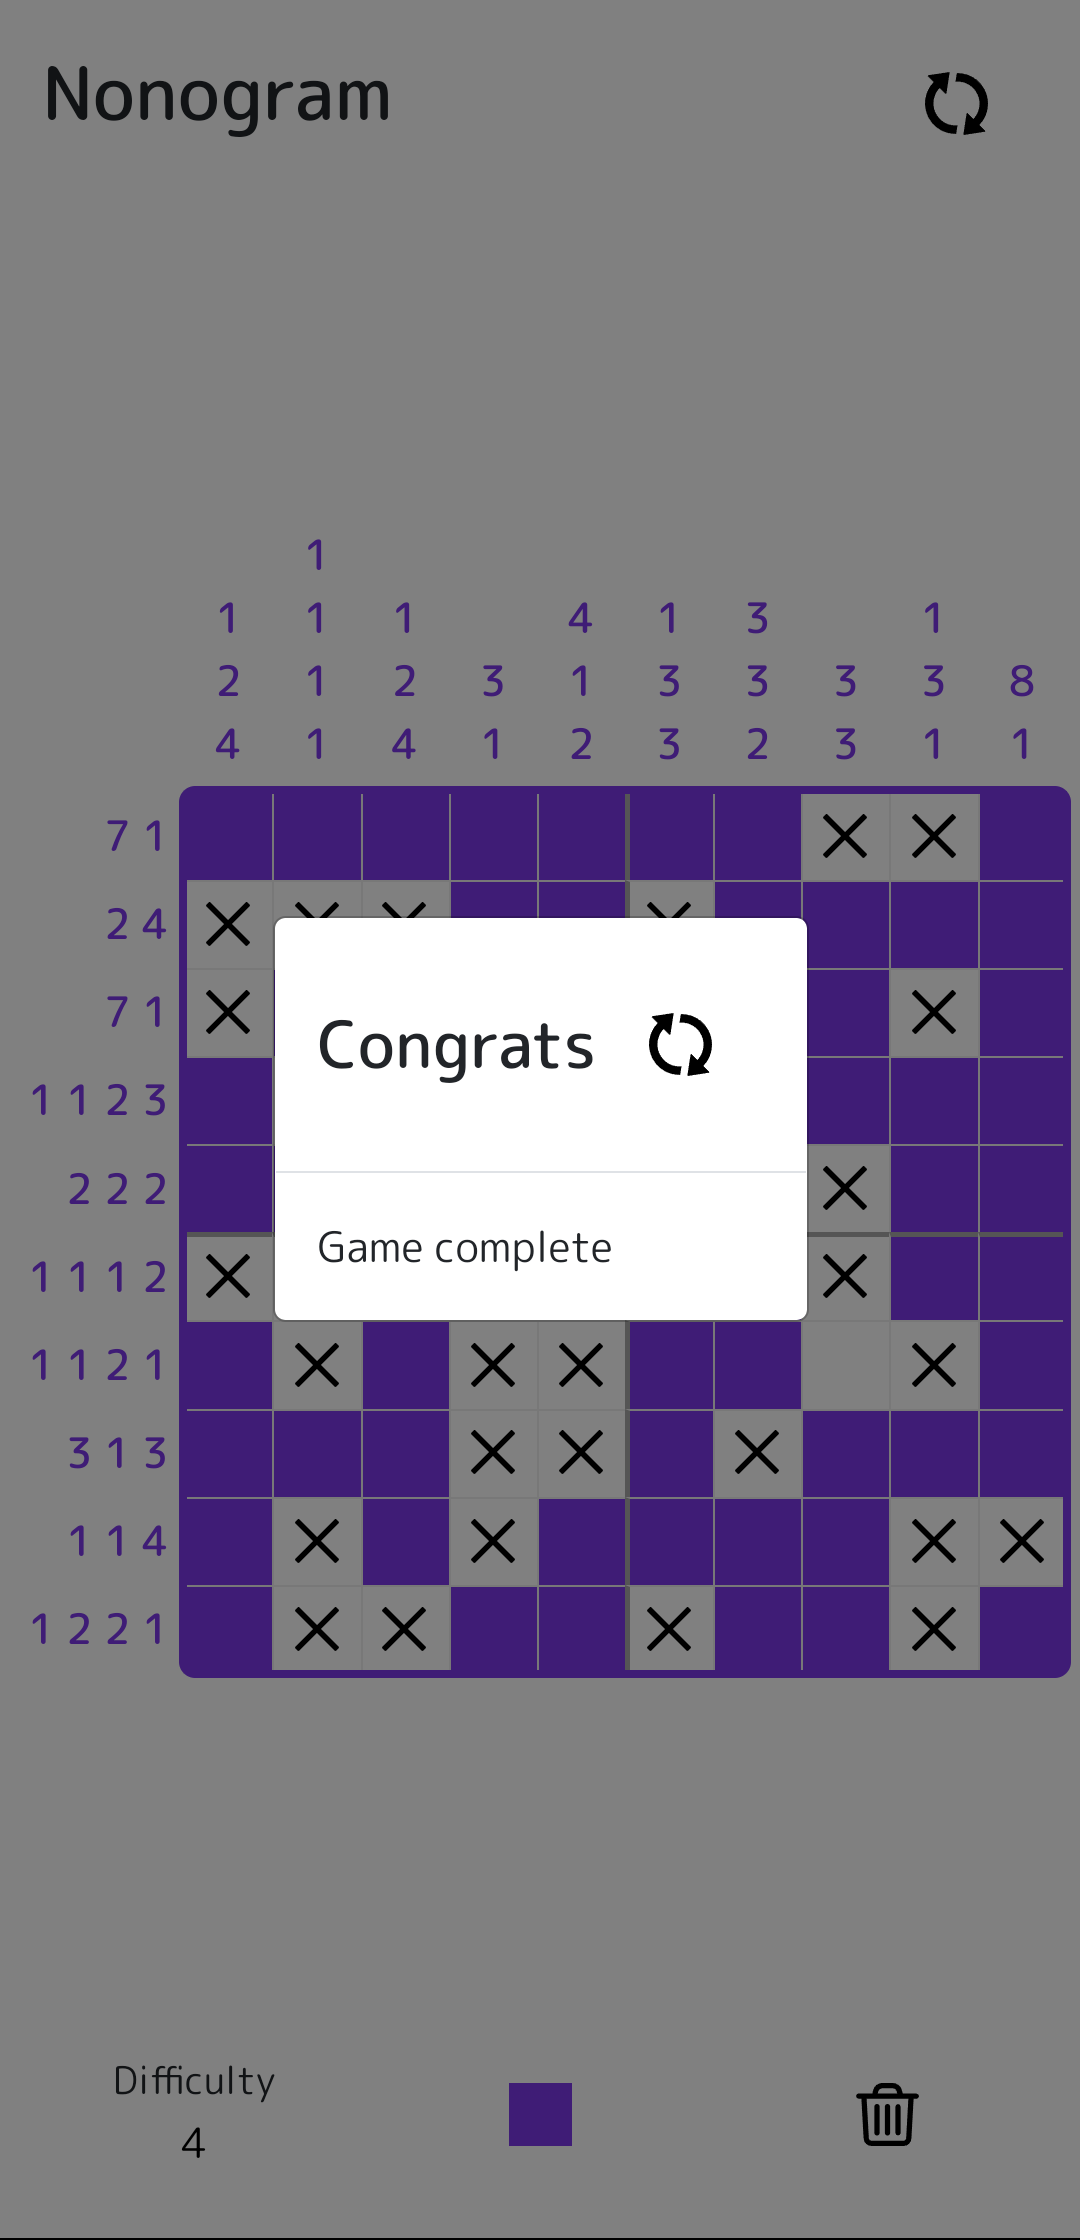 Nonogram
1
1 1 1 4 1 3 1
2 1 2 3 1 3 3 3 3 8
4 1 4 1 2 3 2 3 1 1
7 1
2 4
7 1
Congrats
1 1 2 3
2 2 2
Game complete
1 1 1 2
1 1 2 1
3 1 3
1 1 4
1 2 2 1
Difficulty
4